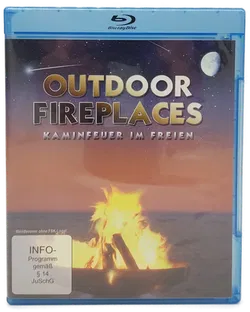 Blu-ray Disc
OUTDOOR
FIREPLACES
KAMINFEUER IM FREIEN
INFO-
Programm
gemäß
§ 14
JuSchG